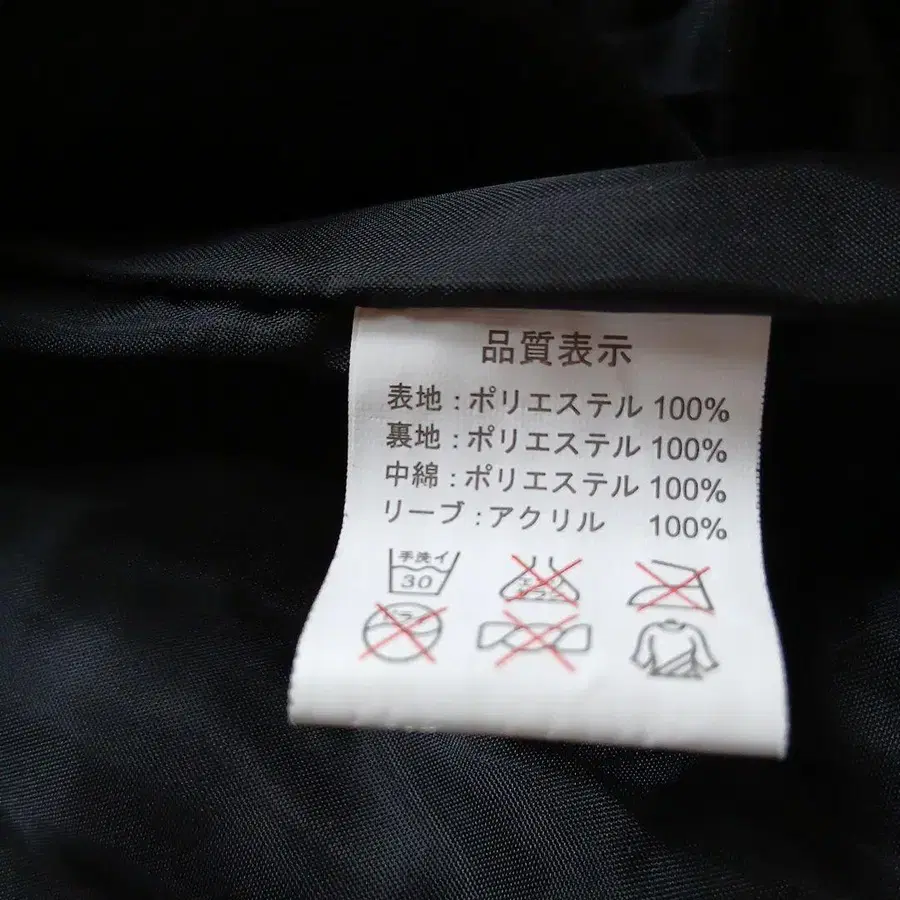 品質表示
表地 : ポリエステル 100%
裏地 : ポリエステル 100%
中綿 : ポリエステル 100%
リーブ : アクリル 100%
手洗イ
30